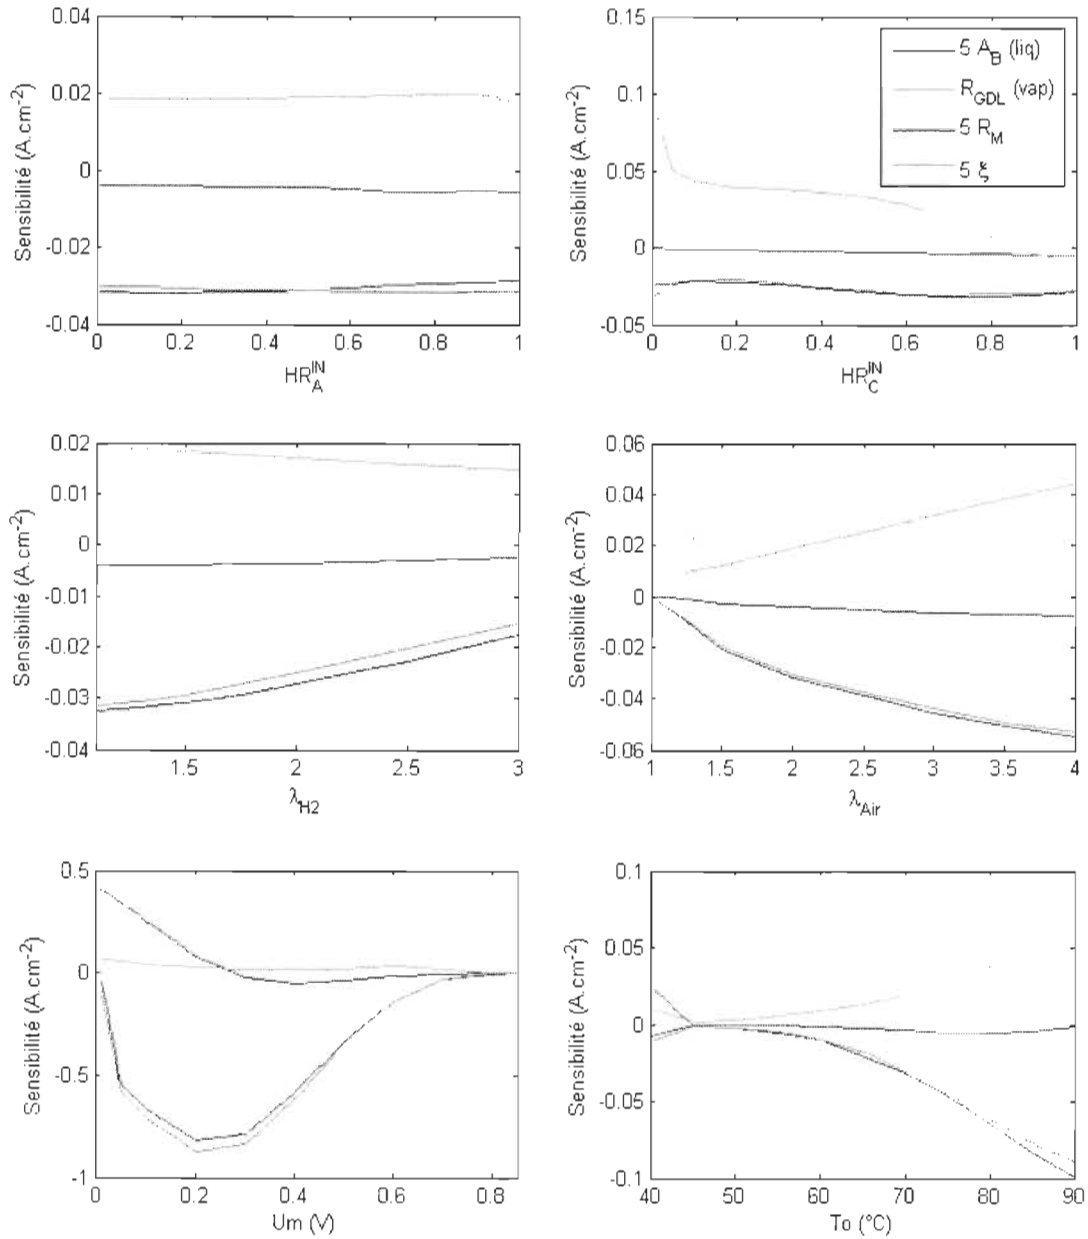 0.04
0.02
0
-0.02
-0.04
Sensibilité (A.cm-2)
0 0.2 0.4 0.6 0.8 1
HR_A^IN
0.15
0.1
0.05
0
-0.05
Sensibilité (A.cm-2)
0 0.2 0.4 0.6 0.8 1
HR_C^IN
5 A_B (liq)
R_GDL (vap)
5 R_M
5 ξ
0.02
0.01
0
-0.01
-0.02
-0.03
-0.04
Sensibilité (A.cm-2)
1.5 2 2.5 3
λ_H2
0.06
0.04
0.02
0
-0.02
-0.04
-0.06
Sensibilité (A.cm-2)
1 1.5 2 2.5 3 3.5 4
λ_Air
0.5
0
-0.5
-1
Sensibilité (A.cm-2)
0 0.2 0.4 0.6 0.8
Um (V)
0.1
0.05
0
-0.05
-0.1
Sensibilité (A.cm-2)
40 50 60 70 80 90
To (°C)